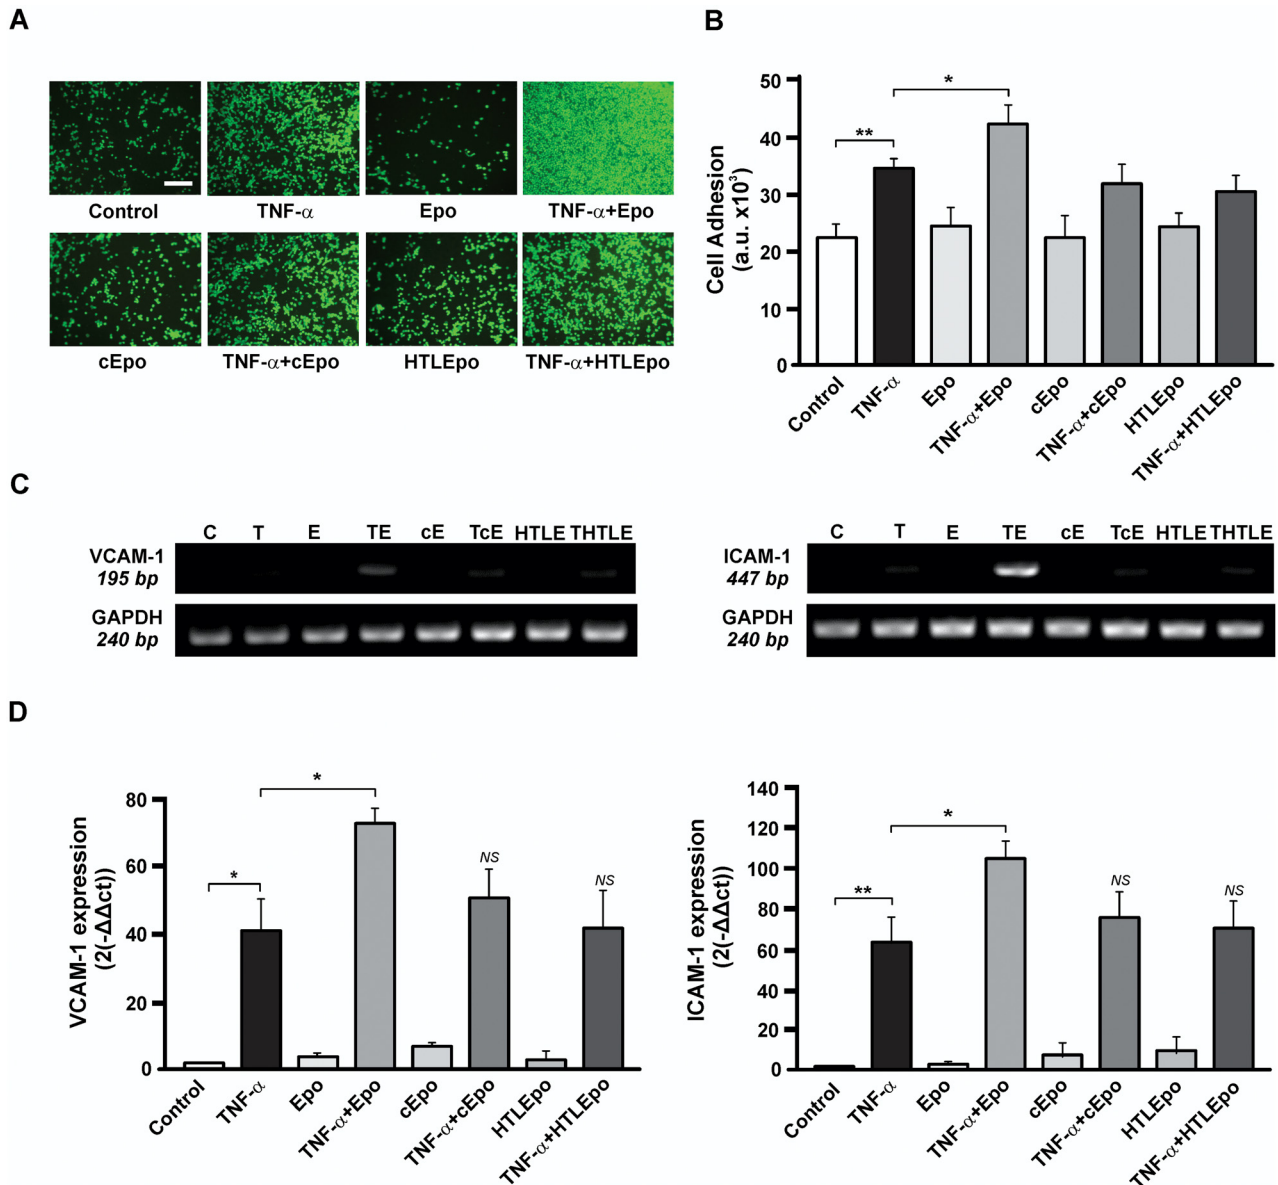 A
Control
TNF-α
Epo
TNF-α+Epo
cEpo
TNF-α+cEpo
HTLEpo
TNF-α+HTLEpo
B
Cell Adhesion
(a.u. x10³)
50
40
30
20
10
0
**
*
Control
TNF-α
Epo
TNF-α+Epo
cEpo
TNF-α+cEpo
HTLEpo
TNF-α+HTLEpo
C
C T E TE cE TcE HTLE THTLE
VCAM-1
195 bp
GAPDH
240 bp
C T E TE cE TcE HTLE THTLE
ICAM-1
447 bp
GAPDH
240 bp
D
VCAM-1 expression
(2(-ΔΔct))
80
60
40
20
0
*
*
NS
NS
Control
TNF-α
Epo
TNF-α+Epo
cEpo
TNF-α+cEpo
HTLEpo
TNF-α+HTLEpo
ICAM-1 expression
(2(-ΔΔct))
140
120
100
80
60
40
20
0
**
*
NS
NS
Control
TNF-α
Epo
TNF-α+Epo
cEpo
TNF-α+cEpo
HTLEpo
TNF-α+HTLEpo